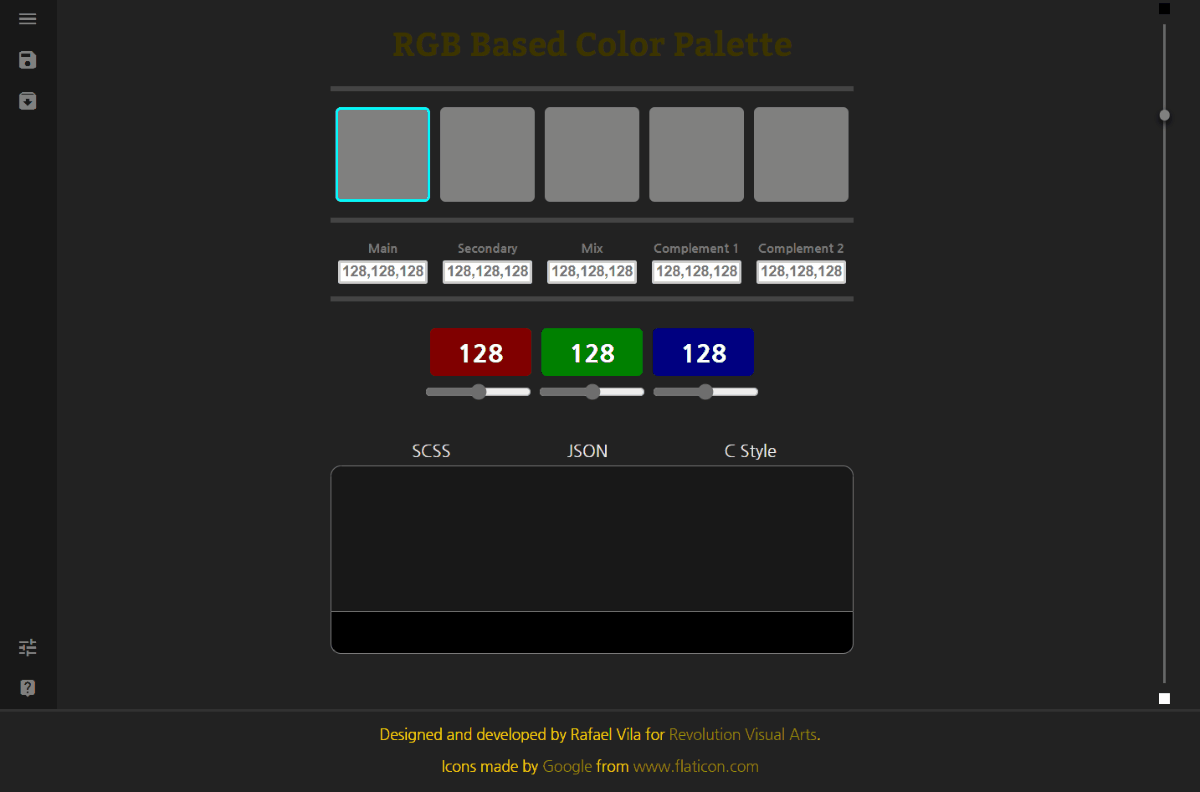 RGB Based Color Palette
Main Secondary Mix Complement 1 Complement 2
128,128,128 128,128,128 128,128,128 128,128,128 128,128,128
128 128 128
SCSS JSON C Style
Designed and developed by Rafael Vila for Revolution Visual Arts.
Icons made by Google from www.flaticon.com